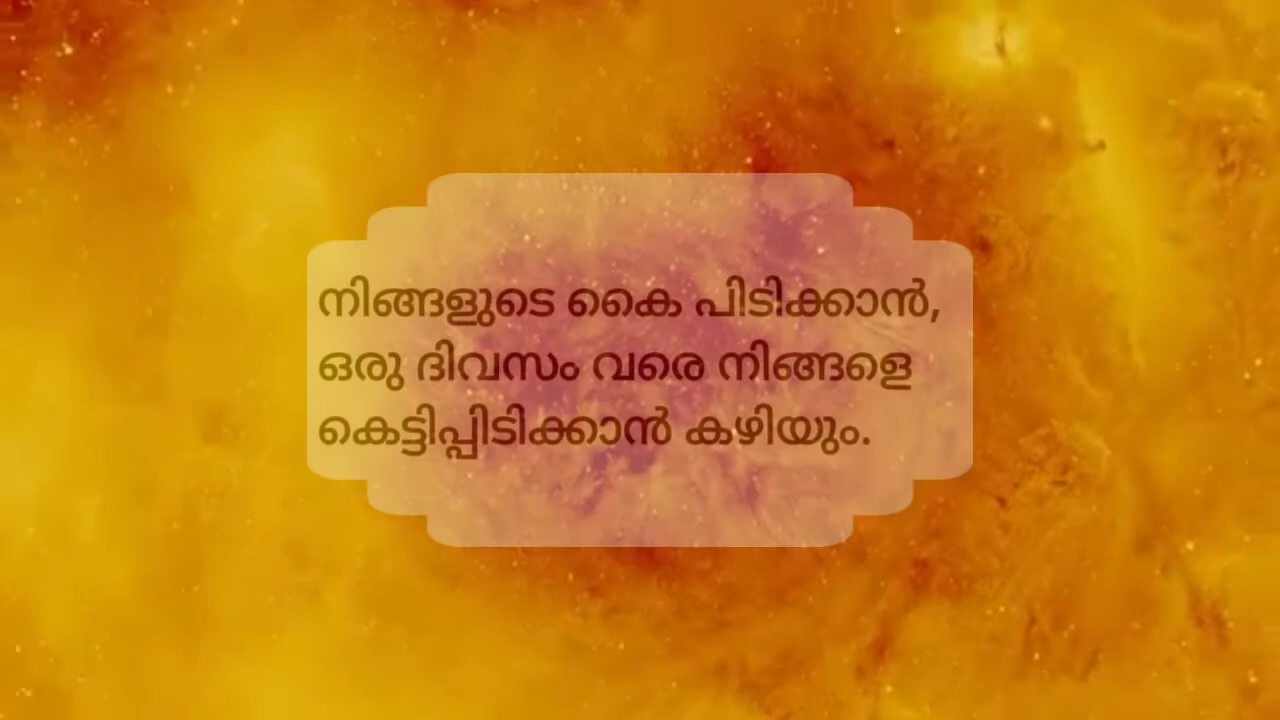 നിങ്ങളുടെ കൈ പിടിക്കാൻ,
ഒരു ദിവസം വരെ നിങ്ങളെ
കെട്ടിപ്പിടിക്കാൻ കഴിയും.